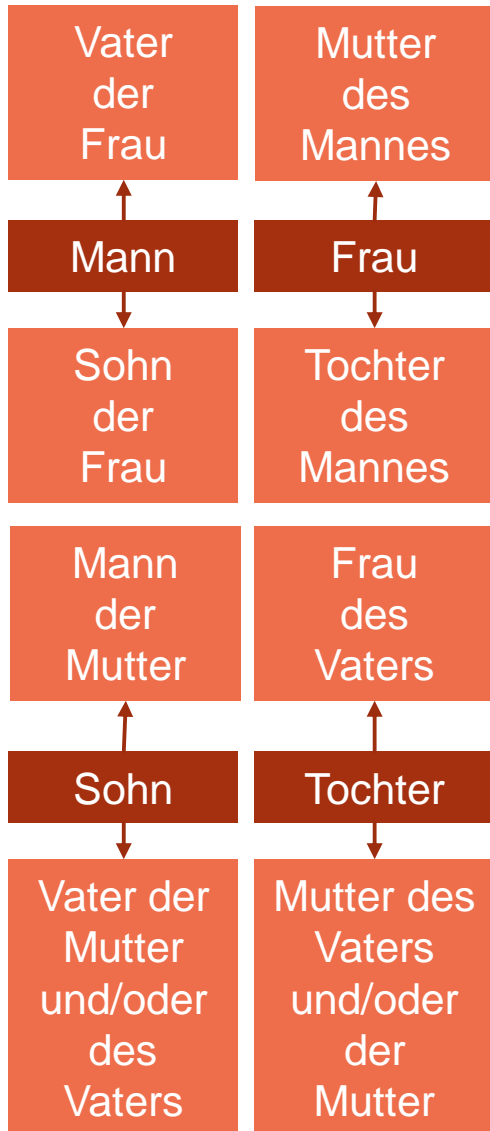 Vater
der
Frau
Mutter
des
Mannes
Mann
Frau
Sohn
der
Frau
Tochter
des
Mannes
Mann
der
Mutter
Frau
des
Vaters
Sohn
Tochter
Vater der
Mutter
und/oder
des
Vaters
Mutter des
Vaters
und/oder
der
Mutter